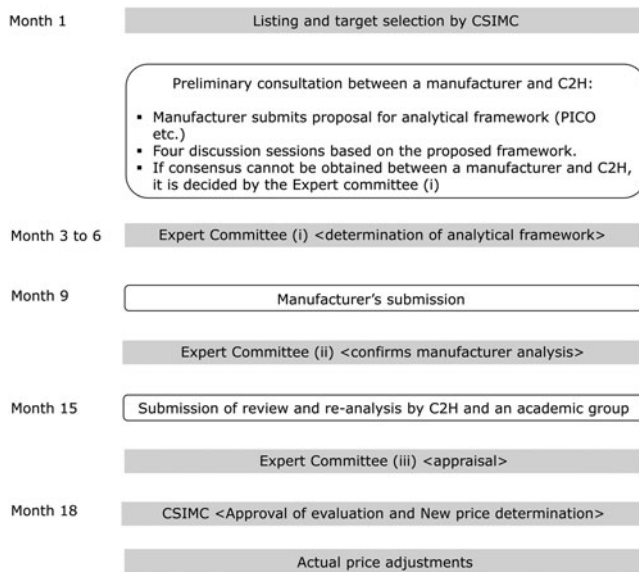 Month 1
Listing and target selection by CSIMC
Preliminary consultation between a manufacturer and C2H:
▪ Manufacturer submits proposal for analytical framework (PICO
etc.)
▪ Four discussion sessions based on the proposed framework.
▪ If consensus cannot be obtained between a manufacturer and C2H,
it is decided by the Expert committee (i)
Month 3 to 6
Expert Committee (i) <determination of analytical framework>
Month 9
Manufacturer's submission
Expert Committee (ii) <confirms manufacturer analysis>
Month 15
Submission of review and re-analysis by C2H and an academic group
Expert Committee (iii) <appraisal>
Month 18
CSIMC <Approval of evaluation and New price determination>
Actual price adjustments